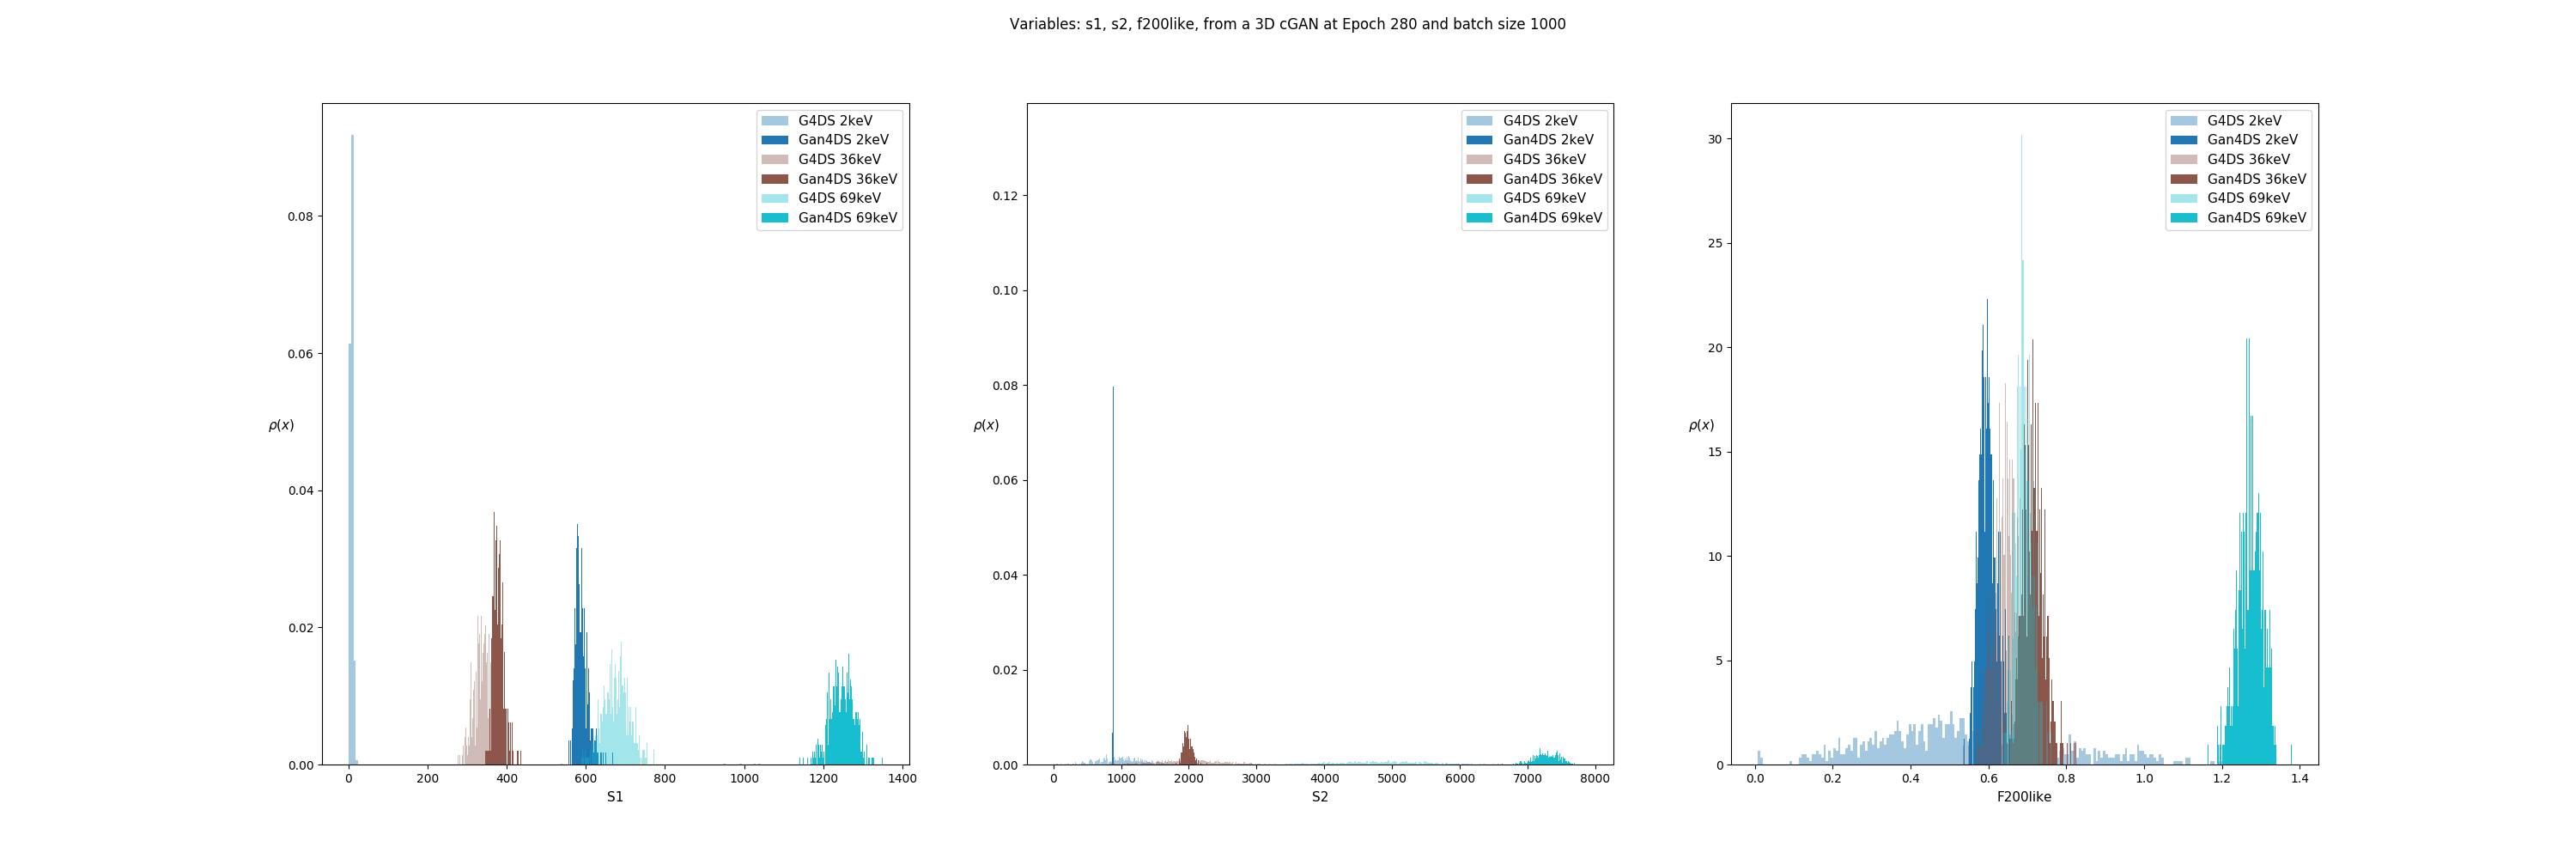 Variables: s1, s2, f200like, from a 3D cGAN at Epoch 280 and batch size 1000
G4DS 2keV
Gan4DS 2keV
G4DS 36keV
Gan4DS 36keV
G4DS 69keV
Gan4DS 69keV
0.08
0.06
0.04
0.02
0.00
ρ(x)
0 200 400 600 800 1000 1200 1400
S1
G4DS 2keV
Gan4DS 2keV
G4DS 36keV
Gan4DS 36keV
G4DS 69keV
Gan4DS 69keV
0.12
0.10
0.08
0.06
0.04
0.02
0.00
ρ(x)
0 1000 2000 3000 4000 5000 6000 7000 8000
S2
G4DS 2keV
Gan4DS 2keV
G4DS 36keV
Gan4DS 36keV
G4DS 69keV
Gan4DS 69keV
30
25
20
15
10
5
0
ρ(x)
0.0 0.2 0.4 0.6 0.8 1.0 1.2 1.4
F200like